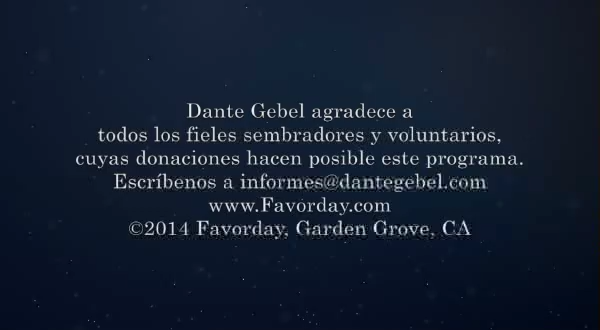 Dante Gebel agradece a
todos los fieles sembradores y voluntarios,
cuyas donaciones hacen posible este programa.
Escríbenos a informes@dantegebel.com
www.Favorday.com
©2014 Favorday, Garden Grove, CA